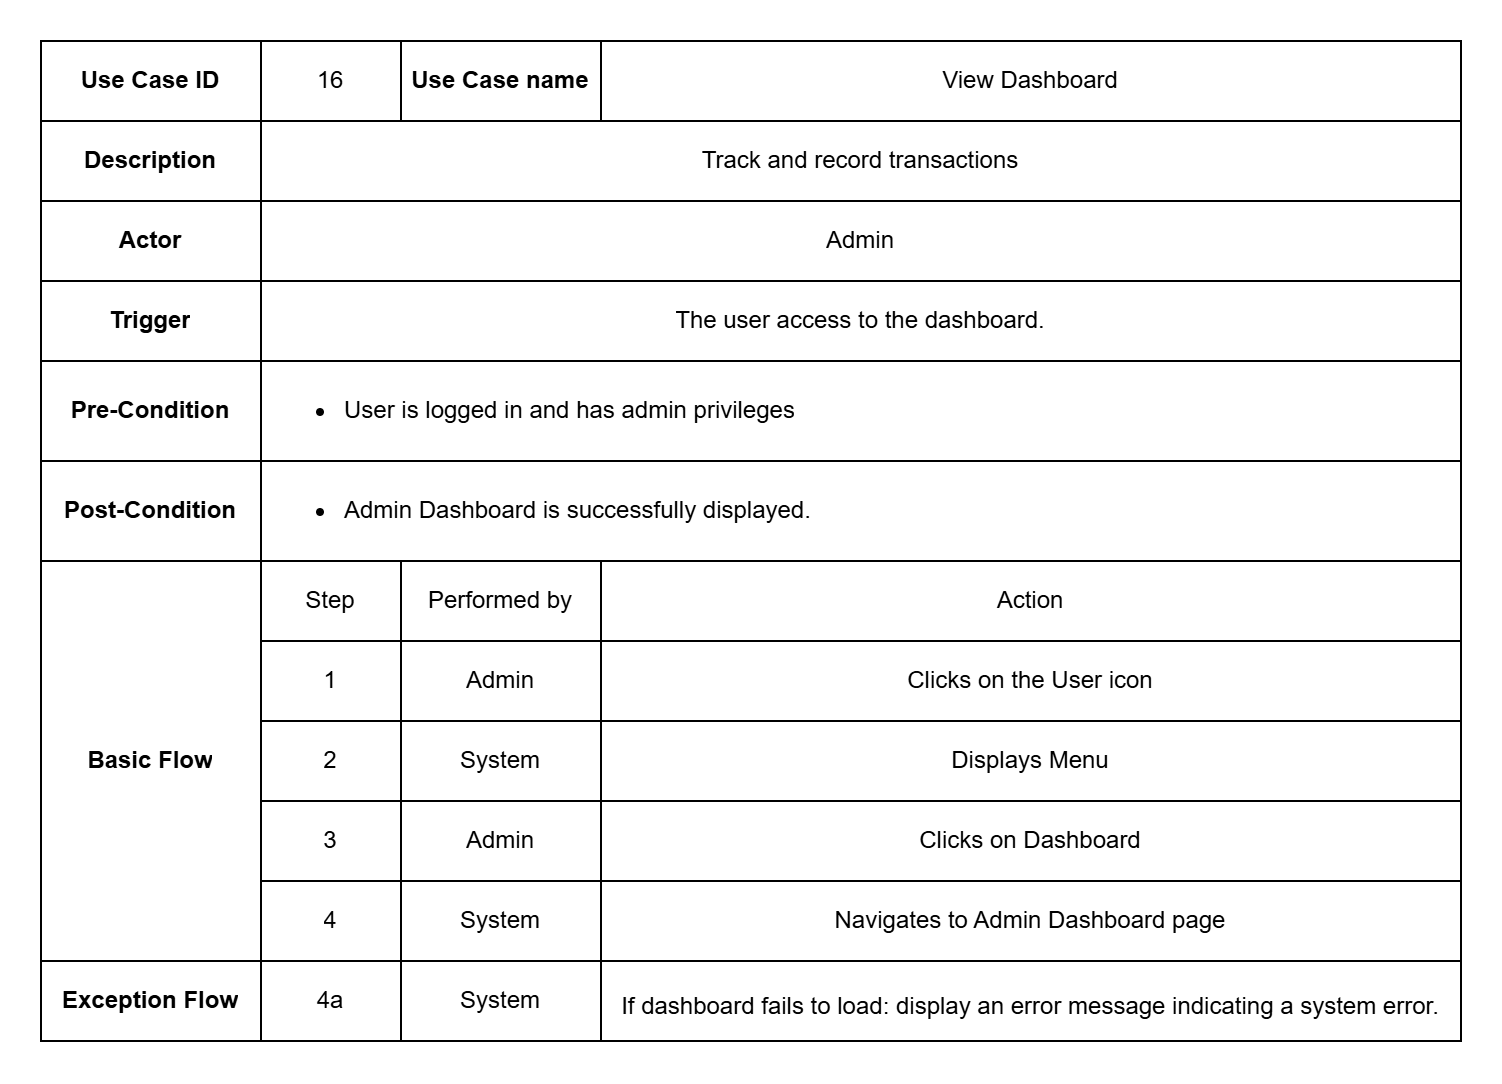 Use Case ID 16 Use Case name View Dashboard
Description Track and record transactions
Actor Admin
Trigger The user access to the dashboard.
Pre-Condition • User is logged in and has admin privileges
Post-Condition • Admin Dashboard is successfully displayed.
Step Performed by Action
1 Admin Clicks on the User icon
Basic Flow 2 System Displays Menu
3 Admin Clicks on Dashboard
4 System Navigates to Admin Dashboard page
Exception Flow 4a System If dashboard fails to load: display an error message indicating a system error.